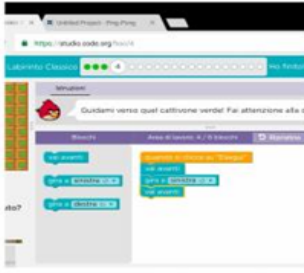 Untitled Project - Ping-Pong
https://studio.code.org/hoc/4
Labirinto Classico 4 Ho finito
Istruzioni
Guidami verso quel cattivone verde! Fai attenzione alla
Blocchi Area di lavoro: 4 / 6 blocchi
vai avanti
gira a sinistra
gira a destra
quando si clicca su "Esegui"
vai avanti
gira a sinistra
vai avanti